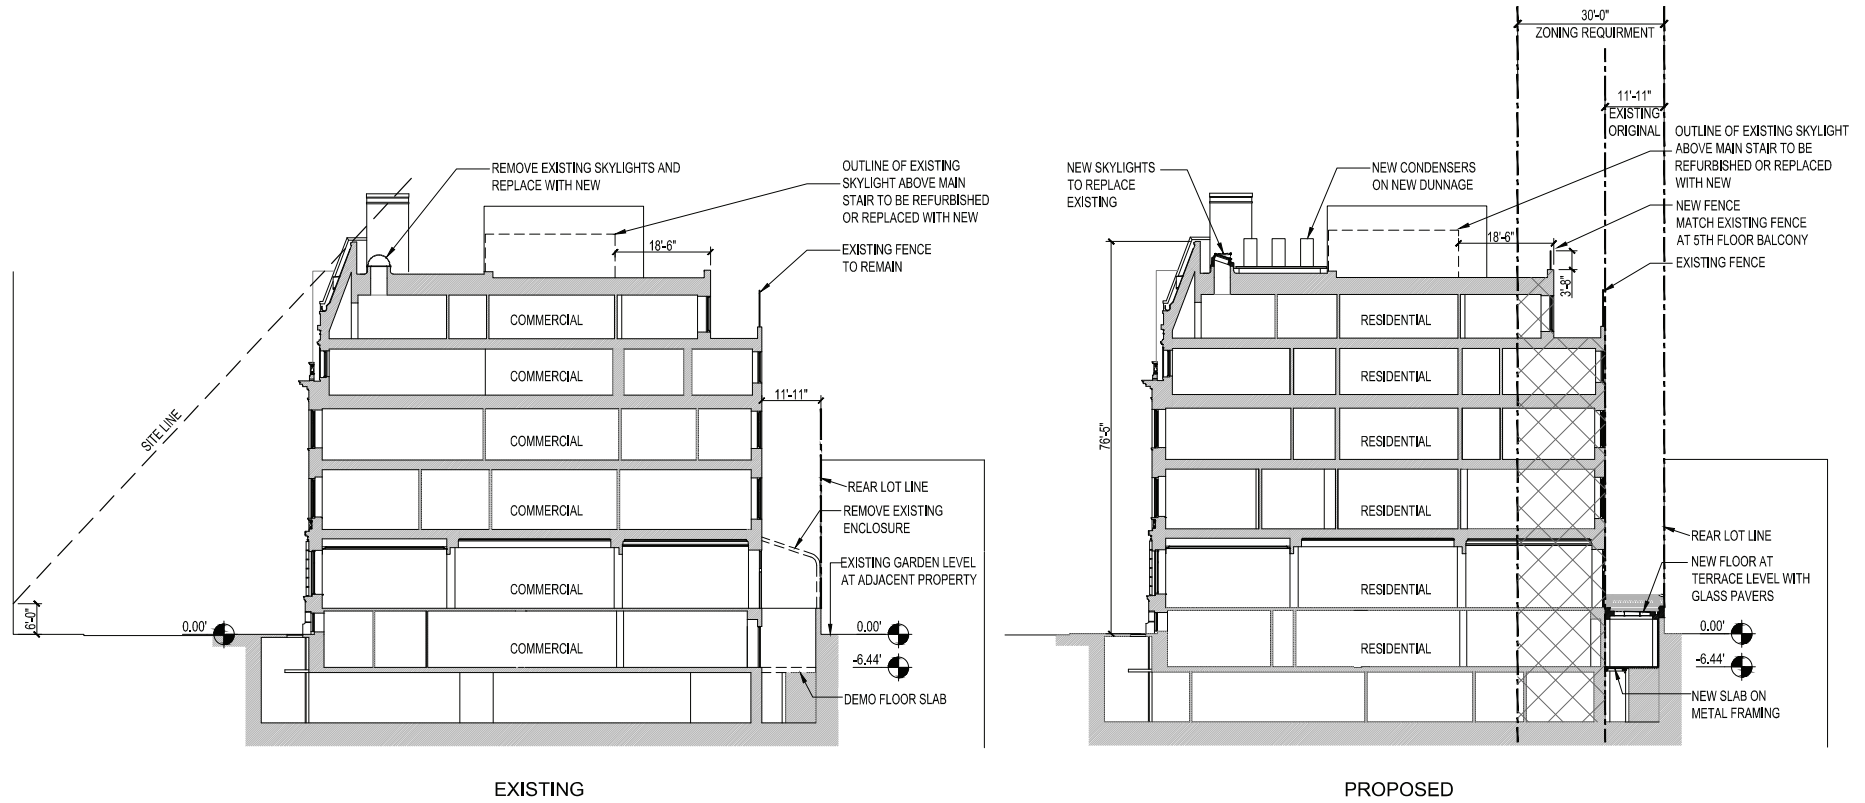 REMOVE EXISTING SKYLIGHTS AND
REPLACE WITH NEW
OUTLINE OF EXISTING
SKYLIGHT ABOVE MAIN
STAIR TO BE REFURBISHED
OR REPLACED WITH NEW
18'-6"
EXISTING FENCE
TO REMAIN
COMMERCIAL
COMMERCIAL
11'-11"
SITE LINE
COMMERCIAL
REAR LOT LINE
COMMERCIAL
REMOVE EXISTING
ENCLOSURE
EXISTING GARDEN LEVEL
AT ADJACENT PROPERTY
COMMERCIAL
6'-0"
0.00'
0.00'
COMMERCIAL
-6.44'
DEMO FLOOR SLAB
EXISTING
30'-0"
ZONING REQUIRMENT
11'-11"
EXISTING
ORIGINAL
OUTLINE OF EXISTING SKYLIGHT
ABOVE MAIN STAIR TO BE
REFURBISHED OR REPLACED
WITH NEW
NEW SKYLIGHTS
TO REPLACE
EXISTING
NEW CONDENSERS
ON NEW DUNNAGE
NEW FENCE
MATCH EXISTING FENCE
AT 5TH FLOOR BALCONY
18'-6"
EXISTING FENCE
3'-8"
RESIDENTIAL
RESIDENTIAL
76'-5"
RESIDENTIAL
RESIDENTIAL
REAR LOT LINE
NEW FLOOR AT
TERRACE LEVEL WITH
GLASS PAVERS
RESIDENTIAL
0.00'
RESIDENTIAL
-6.44'
NEW SLAB ON
METAL FRAMING
PROPOSED